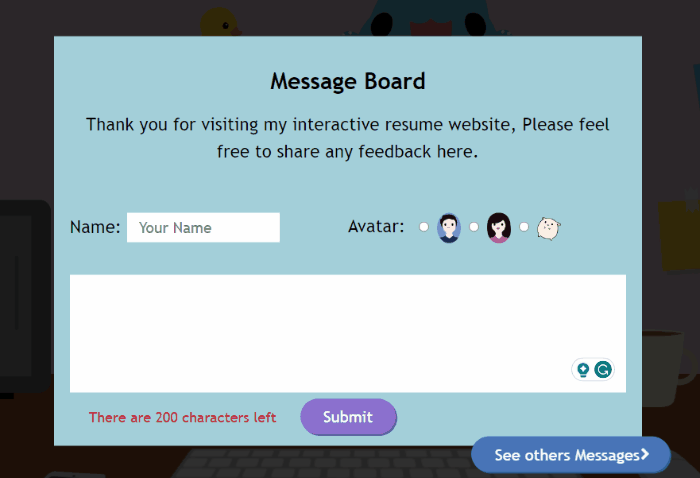 Message Board
Thank you for visiting my interactive resume website, Please feel
free to share any feedback here.
Name: Your Name Avatar:
There are 200 characters left Submit
See others Messages